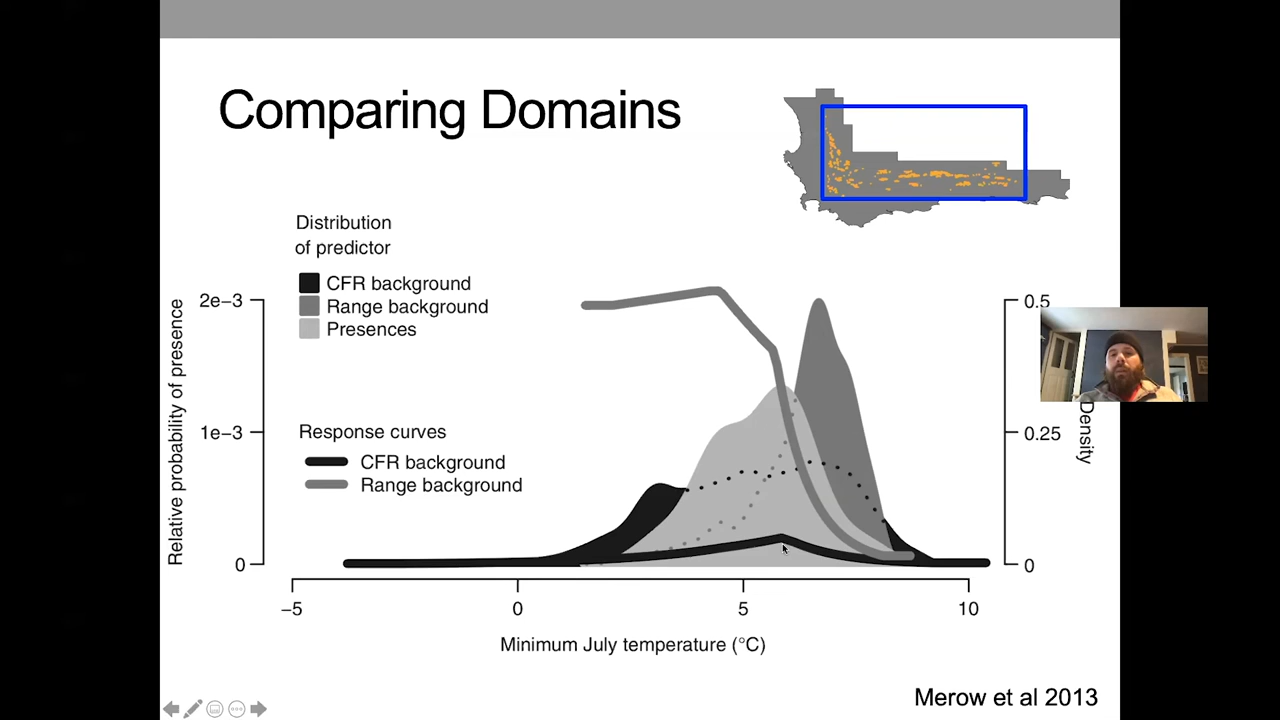 Comparing Domains
Distribution
of predictor
CFR background
Range background
Presences
Response curves
CFR background
Range background
Relative probability of presence
2e−3
1e−3
0
0.5
0.25
0
Density
−5
0
5
10
Minimum July temperature (°C)
Merow et al 2013